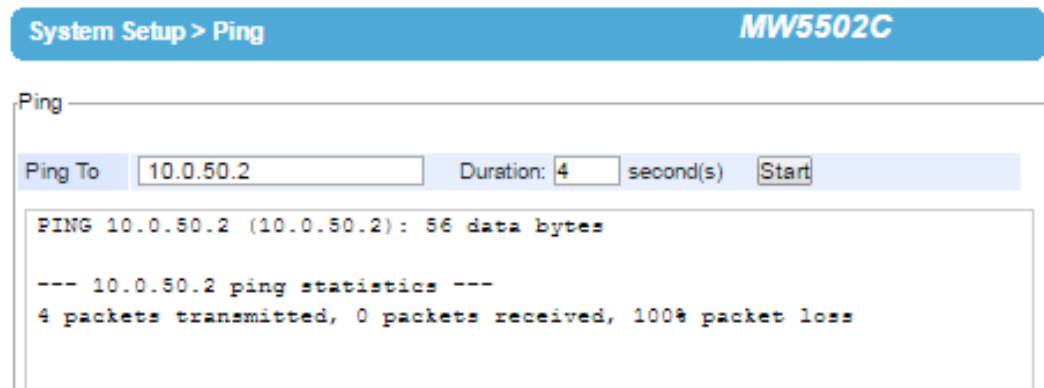 System Setup > Ping MW5502C
Ping
Ping To 10.0.50.2 Duration: 4 second(s) Start
PING 10.0.50.2 (10.0.50.2): 56 data bytes
--- 10.0.50.2 ping statistics ---
4 packets transmitted, 0 packets received, 100% packet loss